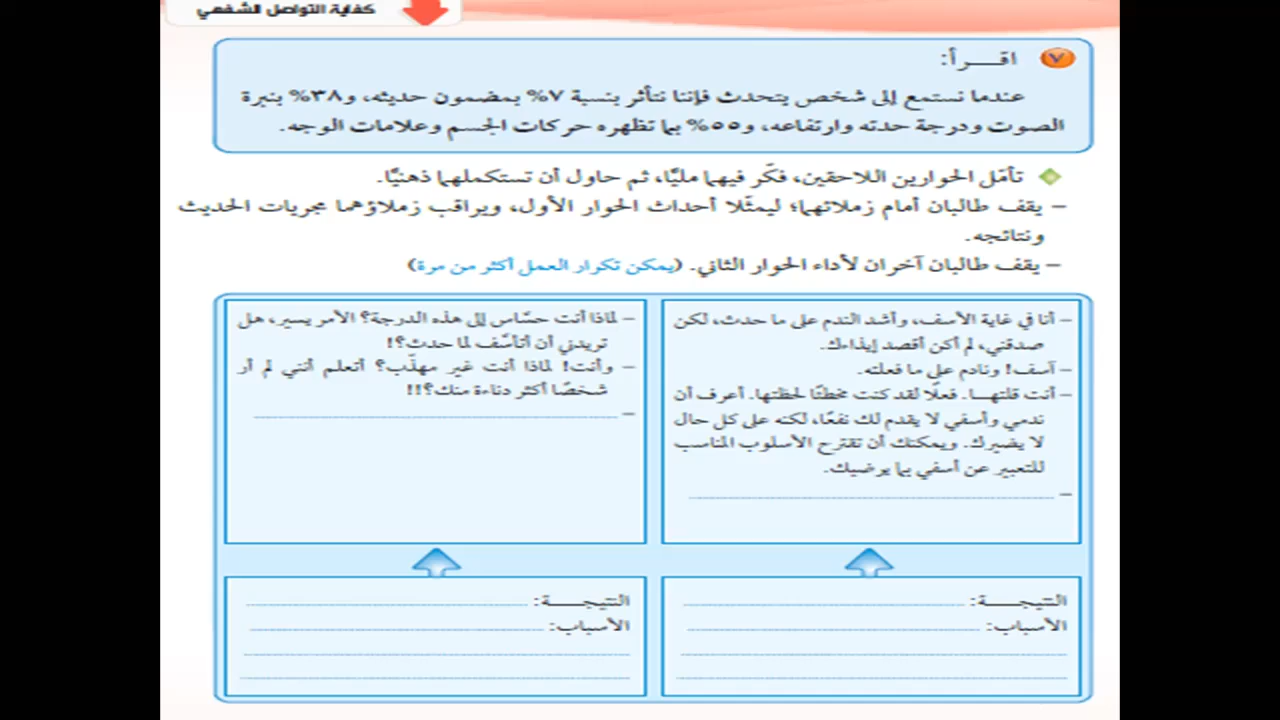 كفاية التواصل الشفهي
٧ اقـــرأ:
عندما نستمع إلى شخص يتحدث فإننا نتأثر بنسبة ٧% بمضمون حديثه، و٣٨% بنبرة
الصوت ودرجة حدته وارتفاعه، و٥٥% بما تظهره حركات الجسم وعلامات الوجه.
تأمّل الحوارين اللاحقين، فكّر فيهما مليًّا، ثم حاول أن تستكملهما ذهنيًّا.
– يقف طالبان أمام زملائهما؛ ليمثّلا أحداث الحوار الأول، ويراقب زملاؤهما مجريات الحديث
ونتائجه.
– يقف طالبان آخران لأداء الحوار الثاني. (يمكن تكرار العمل أكثر من مرة)
– أنا في غاية الأسف، وأشد الندم على ما حدث، لكن
صدقني، لم أكن أقصد إيذاءك.
– آسف! ونادم على ما فعلته.
– أنت قلتهـا. فعلًا لقد كنت مخطئًا لحظتها. أعرف أن
ندمي وأسفي لا يقدم لك نفعًا، لكنه على كل حال
لا يضيرك. ويمكنك أن تقترح الأسلوب المناسب
للتعبير عن أسفي بما يرضيك.
–
– لماذا أنت حسّاس إلى هذه الدرجة؟ الأمر يسير، هل
تريدني أن أتأسّف لما حدث؟!
– وأنت! لماذا أنت غير مهذّب؟ أتعلم أنني لم أر
شخصًا أكثر دناءة منك؟!!
–
النتيجـــة:
الأسباب:
النتيجـــة:
الأسباب: